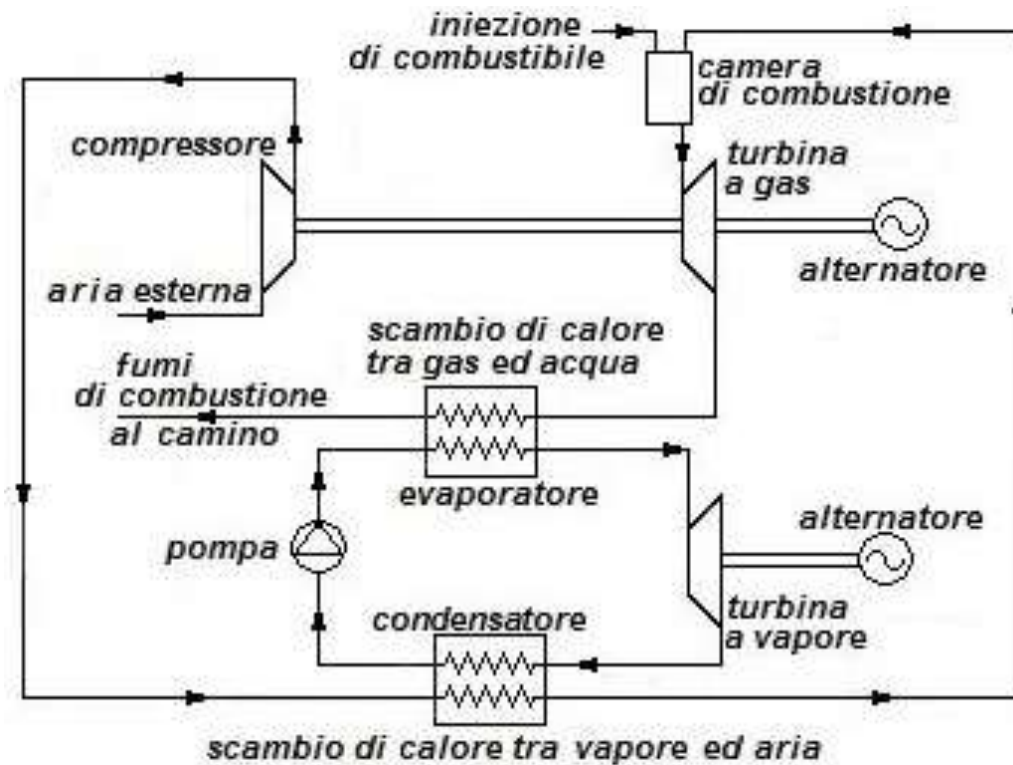 iniezione
di combustibile
camera
di combustione
compressore
turbina
a gas
alternatore
aria esterna
scambio di calore
tra gas ed acqua
fumi
di combustione
al camino
evaporatore
alternatore
pompa
condensatore
turbina
a vapore
scambio di calore tra vapore ed aria